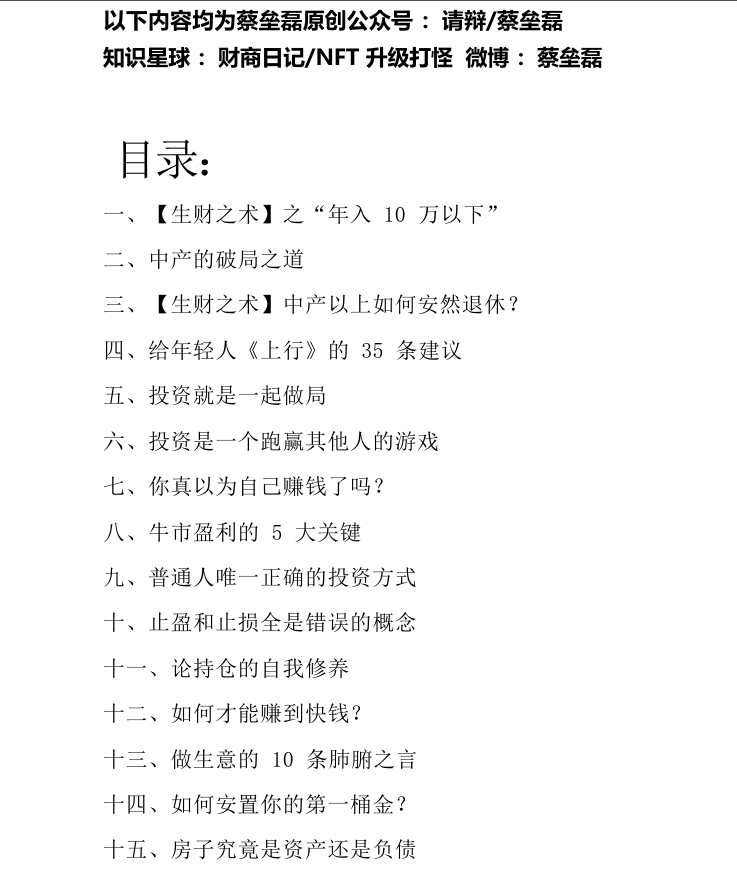 以下内容均为蔡垒磊原创公众号：请辩/蔡垒磊
知识星球：财商日记/NFT 升级打怪 微博：蔡垒磊
目录:
一、【生财之术】之“年入 10 万以下”
二、中产的破局之道
三、【生财之术】中产以上如何安然退休？
四、给年轻人《上行》的 35 条建议
五、投资就是一起做局
六、投资是一个跑赢其他人的游戏
七、你真以为自己赚钱了吗？
八、牛市盈利的 5 大关键
九、普通人唯一正确的投资方式
十、止盈和止损全是错误的概念
十一、论持仓的自我修养
十二、如何才能赚到快钱？
十三、做生意的 10 条肺腑之言
十四、如何安置你的第一桶金？
十五、房子究竟是资产还是负债